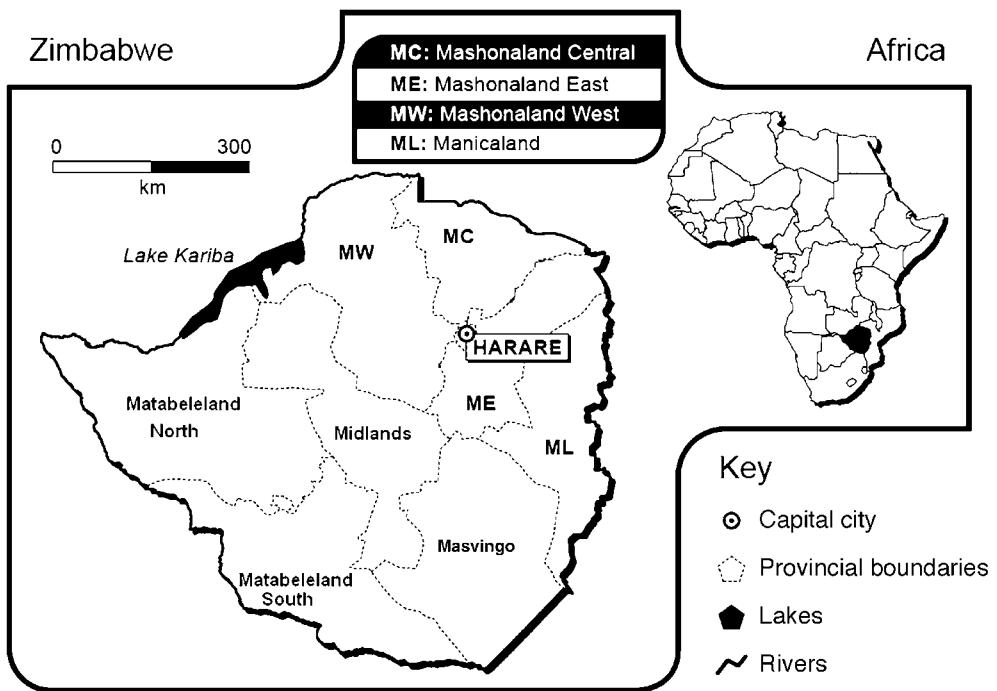 Zimbabwe
MC: Mashonaland Central
ME: Mashonaland East
MW: Mashonaland West
ML: Manicaland
Africa
0 300
km
Lake Kariba
MW
MC
HARARE
ME
ML
Matabeleland
North
Midlands
Masvingo
Matabeleland
South
Key
Capital city
Provincial boundaries
Lakes
Rivers